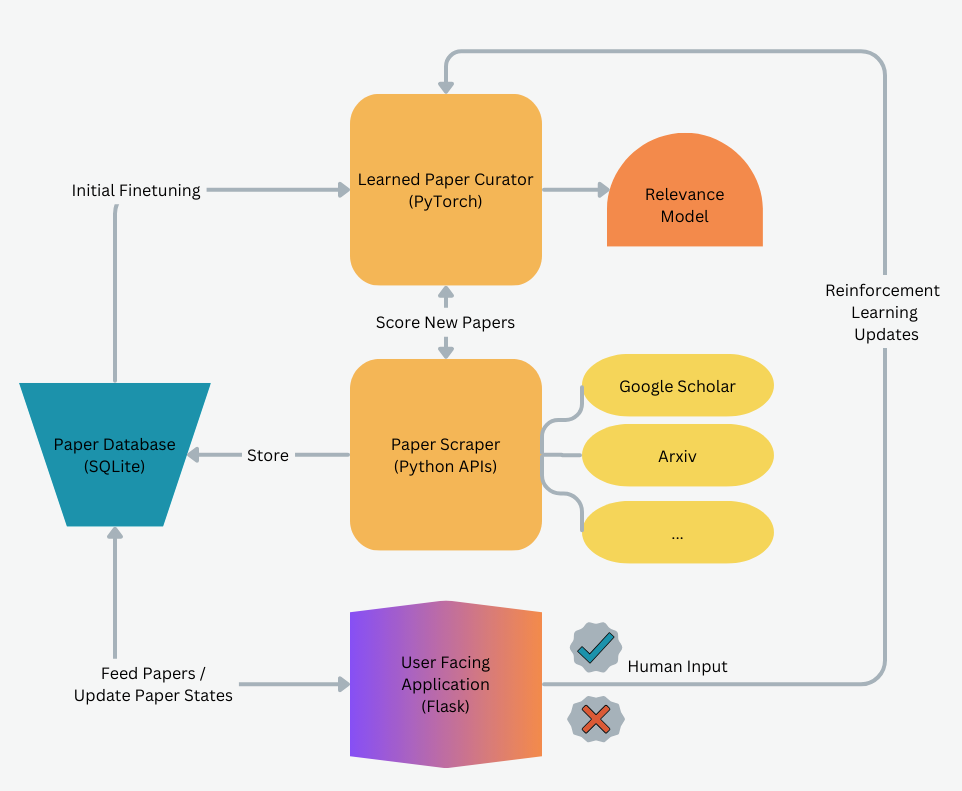 Initial Finetuning
Learned Paper Curator
(PyTorch)
Relevance
Model
Reinforcement
Learning
Updates
Score New Papers
Paper Database
(SQLite)
Store
Paper Scraper
(Python APIs)
Google Scholar
Arxiv
...
Feed Papers /
Update Paper States
User Facing
Application
(Flask)
Human Input